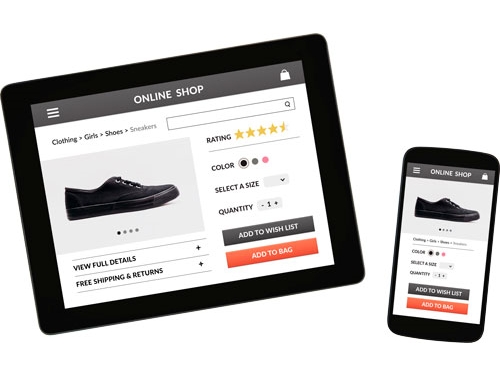 ONLINE SHOP
Clothing > Girls > Shoes > Sneakers
RATING
COLOR
SELECT A SIZE
QUANTITY - 1 +
ADD TO WISH LIST
ADD TO BAG
VIEW FULL DETAILS +
FREE SHIPPING & RETURNS +
ONLINE SHOP
Clothing > Girls > Shoes > Sneakers
COLOR
SELECT A SIZE
QUANTITY - 1 +
ADD TO WISH LIST
ADD TO BAG